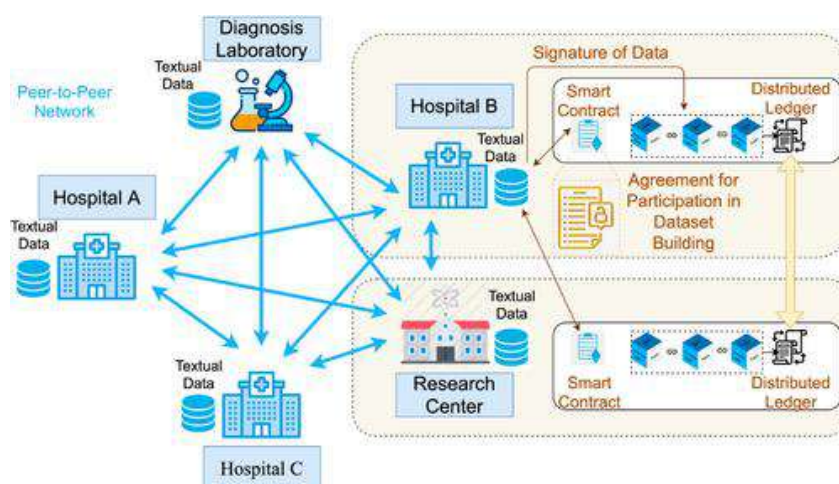 Diagnosis
Laboratory
Textual
Data
Peer-to-Peer
Network
Hospital A
Textual
Data
Textual
Data
Hospital C
Hospital B
Textual
Data
Signature of Data
Smart
Contract
Distributed
Ledger
Agreement for
Participation in
Dataset
Building
Textual
Data
Research
Center
Smart
Contract
Distributed
Ledger